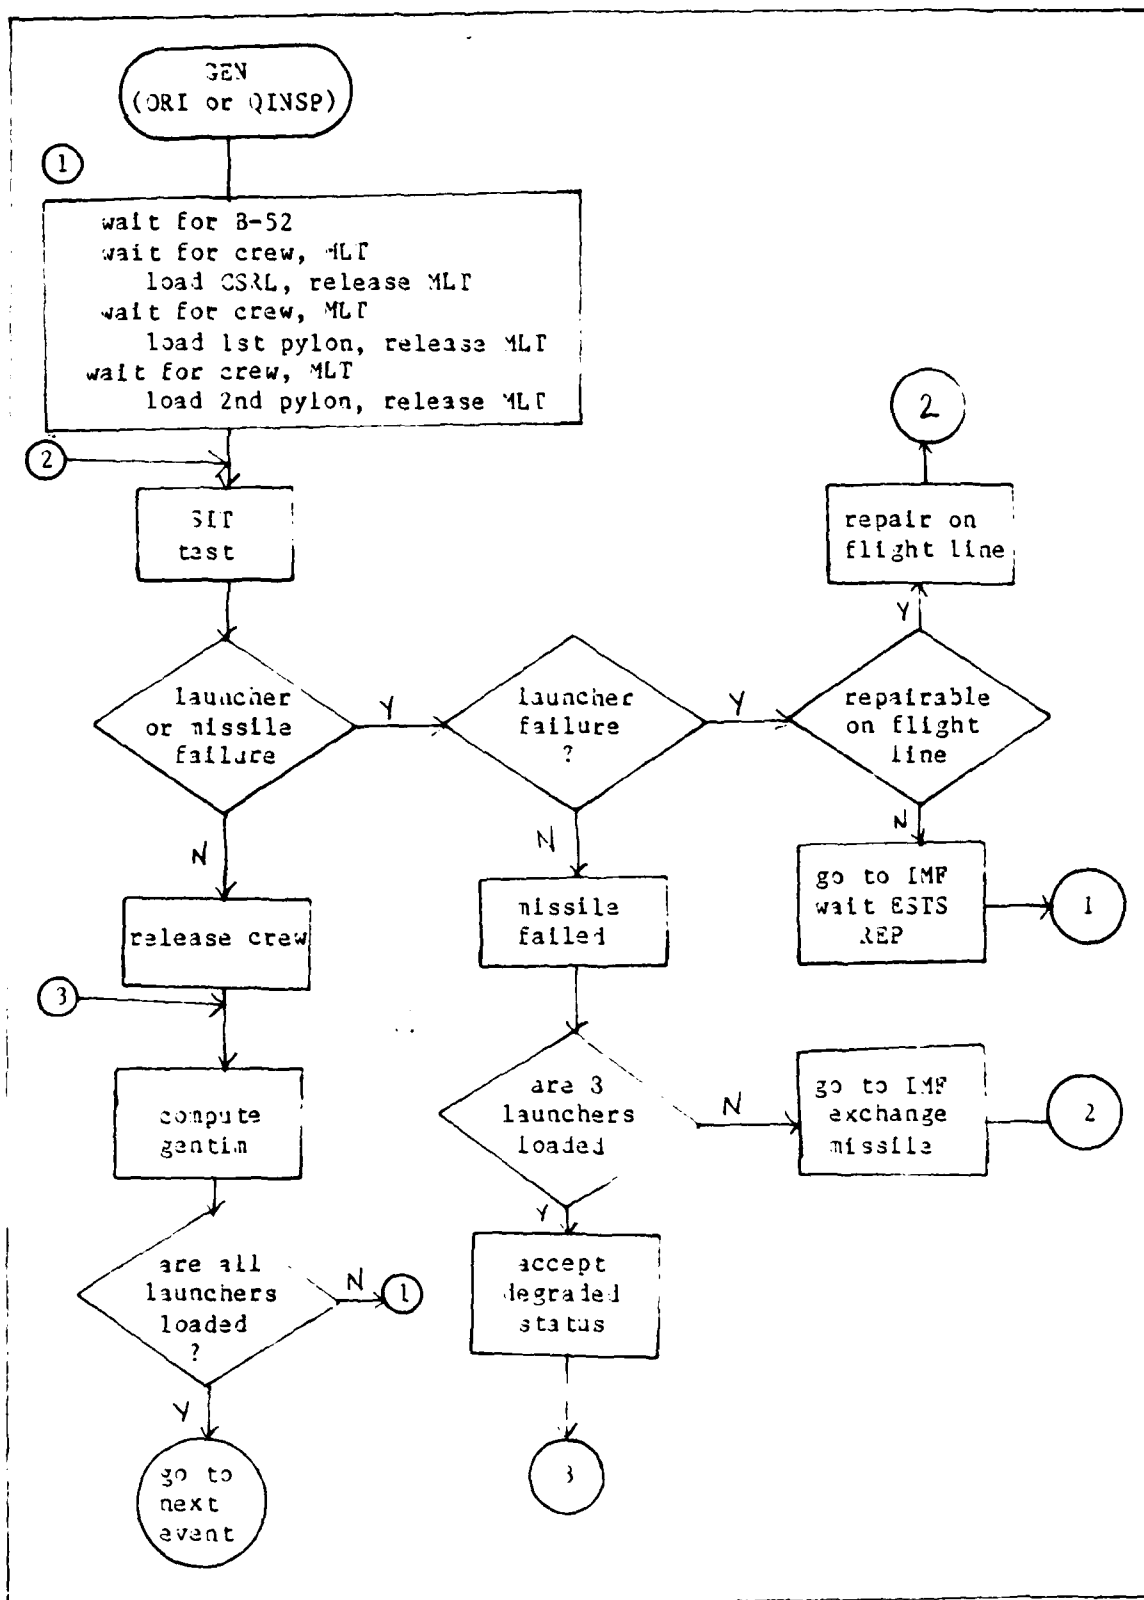 GEN
(ORI or QINSP)
1
wait for B-52
wait for crew, MLT
load CSRL, release MLT
wait for crew, MLT
load 1st pylon, release MLT
wait for crew, MLT
load 2nd pylon, release MLT
2
SIT
test
launcher
or missile
failure
Y
launcher
failure
?
Y
repairable
on flight
line
Y
repair on
flight line
2
N
go to IMF
wait ESTS
REP
1
N
release crew
N
missile
failed
3
compute
gentim
are 3
launchers
loaded
N
go to IMF
exchange
missile
2
Y
accept
degraded
status
3
are all
launchers
loaded
?
N
1
Y
go to
next
event